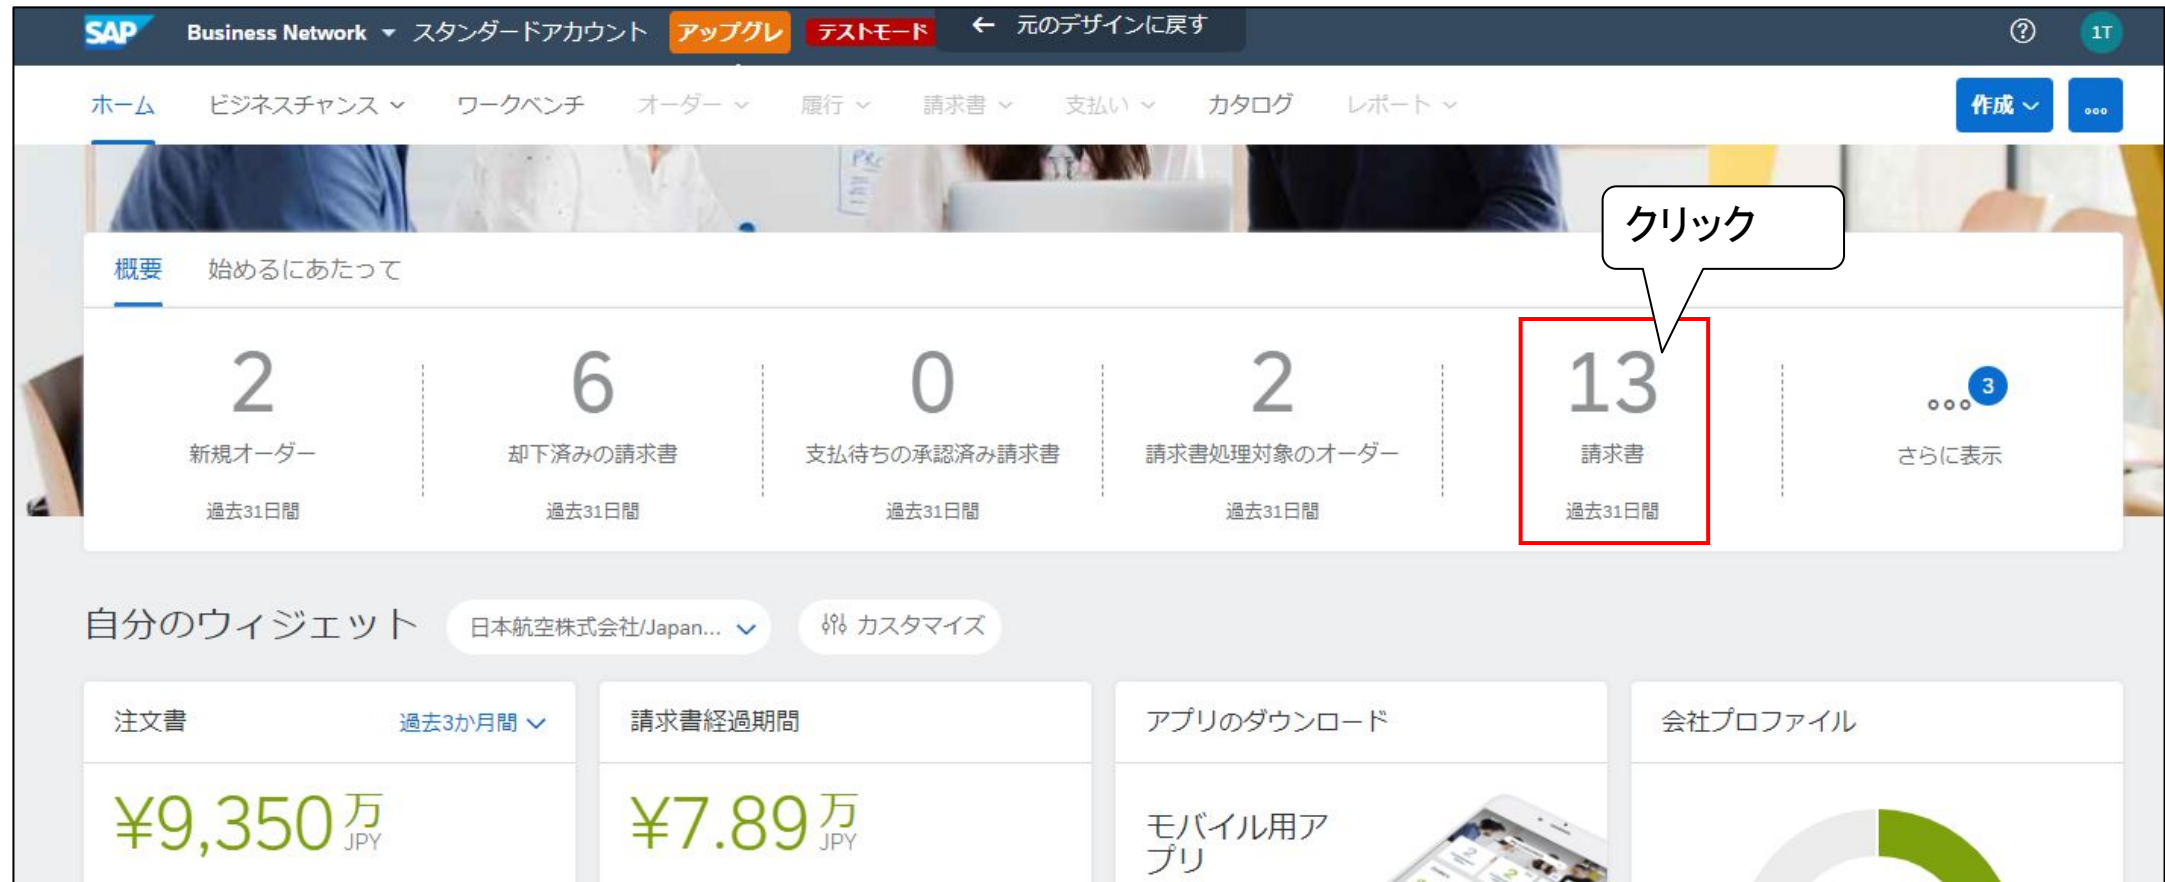 SAP Business Network スタンダードアカウント アップグレ テストモード ← 元のデザインに戻す ? 1T
ホーム ビジネスチャンス ワークベンチ オーダー 履行 請求書 支払い カタログ レポート 作成
クリック
概要 始めるにあたって
2 6 0 2 13 3
新規オーダー 却下済みの請求書 支払待ちの承認済み請求書 請求書処理対象のオーダー 請求書 さらに表示
過去31日間 過去31日間 過去31日間 過去31日間 過去31日間
自分のウィジェット 日本航空株式会社/Japan... カスタマイズ
注文書 過去3か月間 請求書経過期間 アプリのダウンロード 会社プロファイル
¥9,350 万 JPY ¥7.89 万 JPY
モバイル用ア
プリ